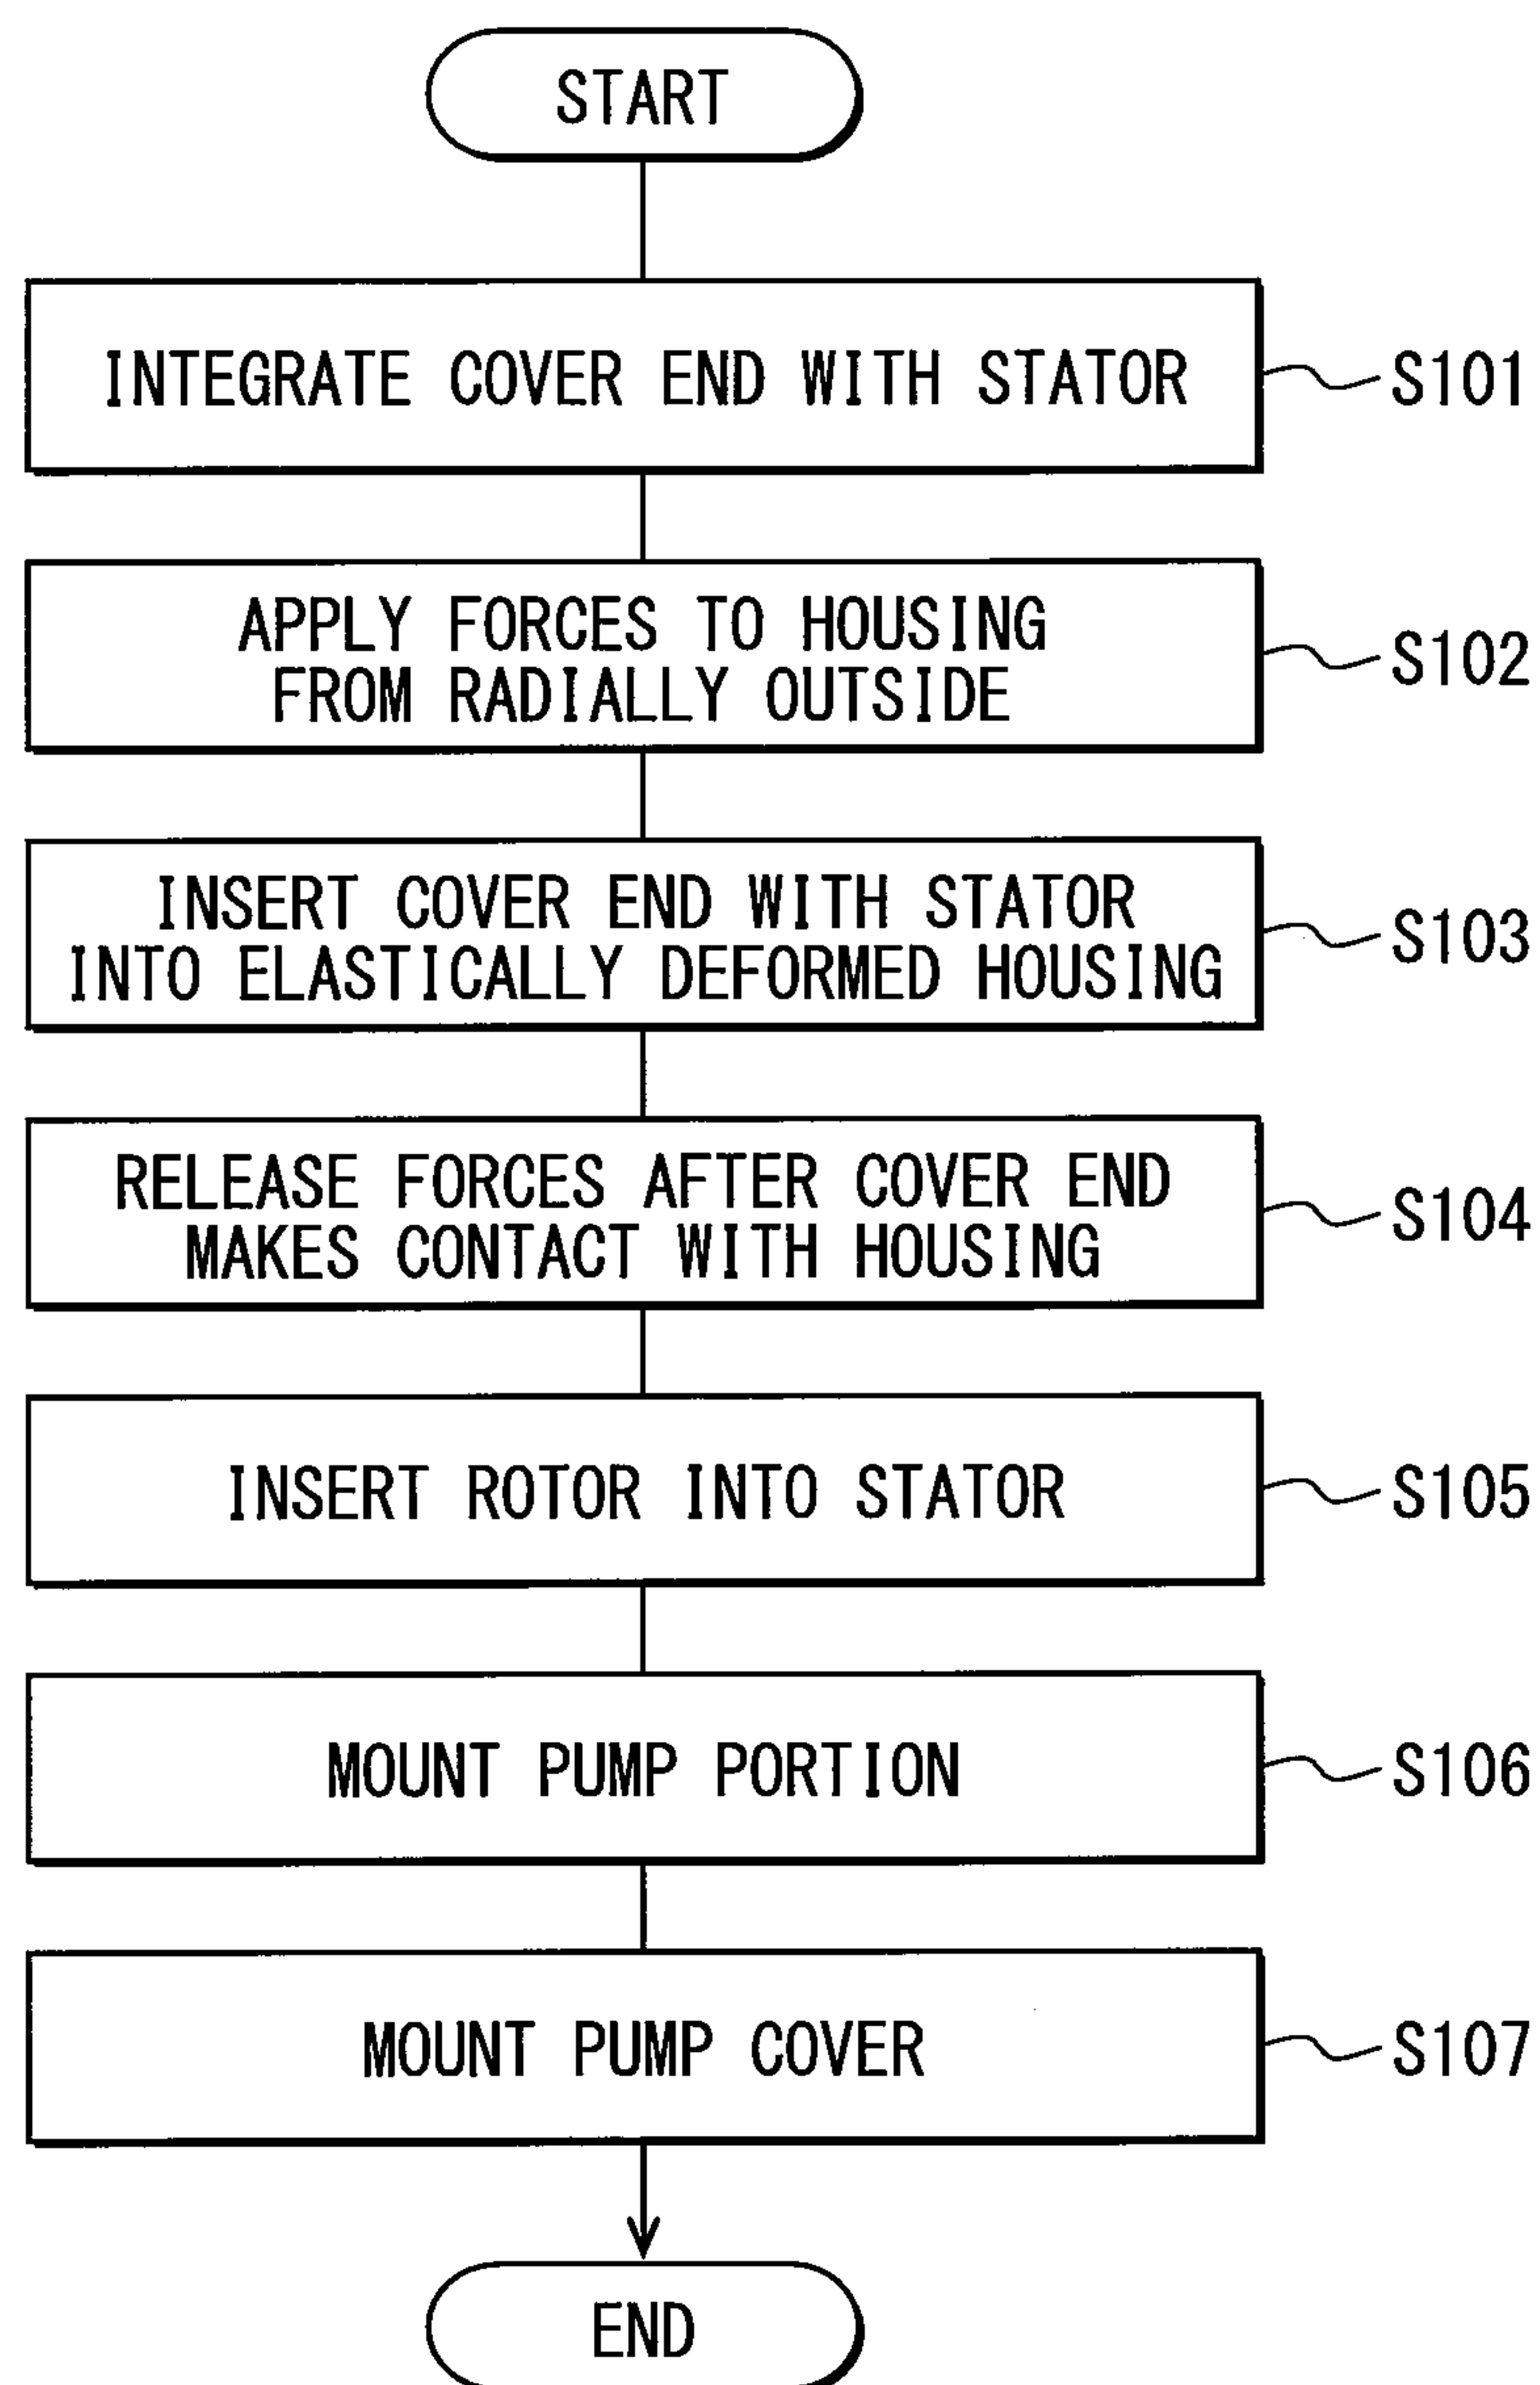 START
INTEGRATE COVER END WITH STATOR
S101
APPLY FORCES TO HOUSING
FROM RADIALLY OUTSIDE
S102
INSERT COVER END WITH STATOR
INTO ELASTICALLY DEFORMED HOUSING
S103
RELEASE FORCES AFTER COVER END
MAKES CONTACT WITH HOUSING
S104
INSERT ROTOR INTO STATOR
S105
MOUNT PUMP PORTION
S106
MOUNT PUMP COVER
S107
END